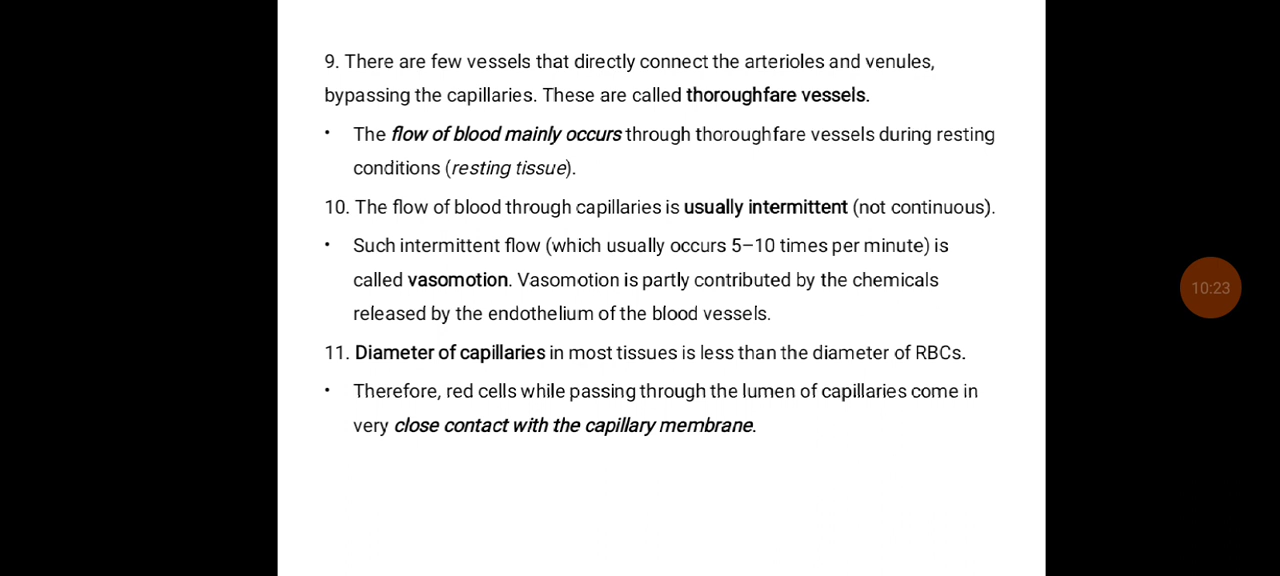 9. There are few vessels that directly connect the arterioles and venules,
bypassing the capillaries. These are called thoroughfare vessels.
• The flow of blood mainly occurs through thoroughfare vessels during resting
conditions (resting tissue).
10. The flow of blood through capillaries is usually intermittent (not continuous).
• Such intermittent flow (which usually occurs 5–10 times per minute) is
called vasomotion. Vasomotion is partly contributed by the chemicals
released by the endothelium of the blood vessels.
11. Diameter of capillaries in most tissues is less than the diameter of RBCs.
• Therefore, red cells while passing through the lumen of capillaries come in
very close contact with the capillary membrane.
10:23